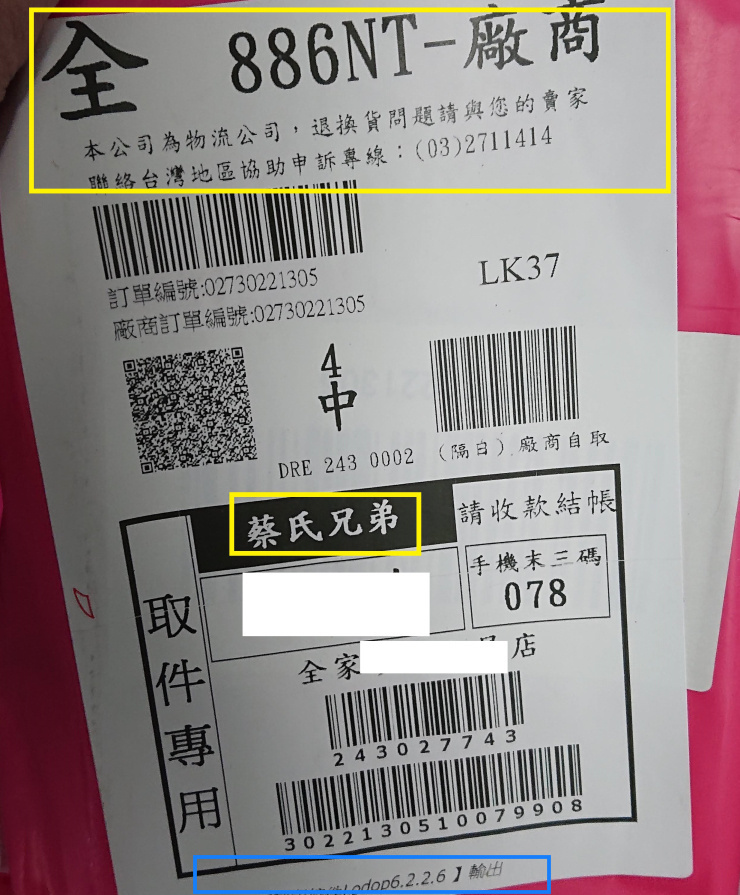 全 886NT-廠商
本公司為物流公司，退換貨問題請與您的賣家
聯絡台灣地區協助申訴專線：(03)2711414
訂單編號:02730221305
廠商訂單編號:02730221305
LK37
4
中
DRE 243 0002 （隔日）廠商自取
取件專用
蔡氏兄弟
請收款結帳
手機末三碼
078
全家
店
243027743
3022130510079908
Lodop6.2.2.6 】輸出